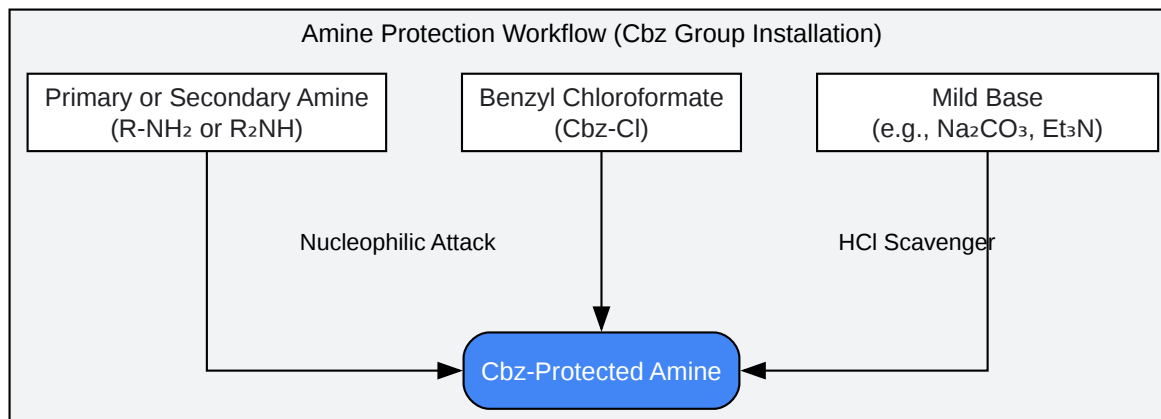 Amine Protection Workflow (Cbz Group Installation)
Primary or Secondary Amine
(R-NH₂ or R₂NH)
Benzyl Chloroformate
(Cbz-Cl)
Mild Base
(e.g., Na₂CO₃, Et₃N)
Nucleophilic Attack
HCl Scavenger
Cbz-Protected Amine